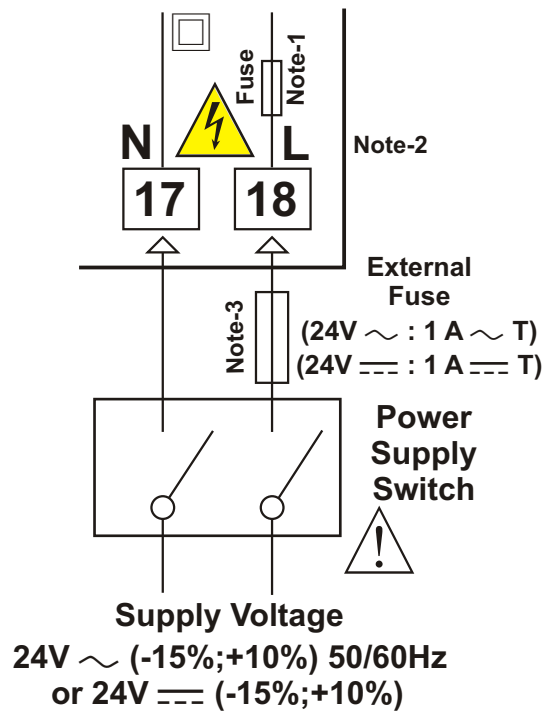 Fuse
Note-1
N
L
Note-2
17
18
External
Fuse
Note-3
(24V ~ : 1 A ~ T)
(24V ⎓ : 1 A ⎓ T)
Power
Supply
Switch
!
Supply Voltage
24V ~ (-15%;+10%) 50/60Hz
or 24V ⎓ (-15%;+10%)